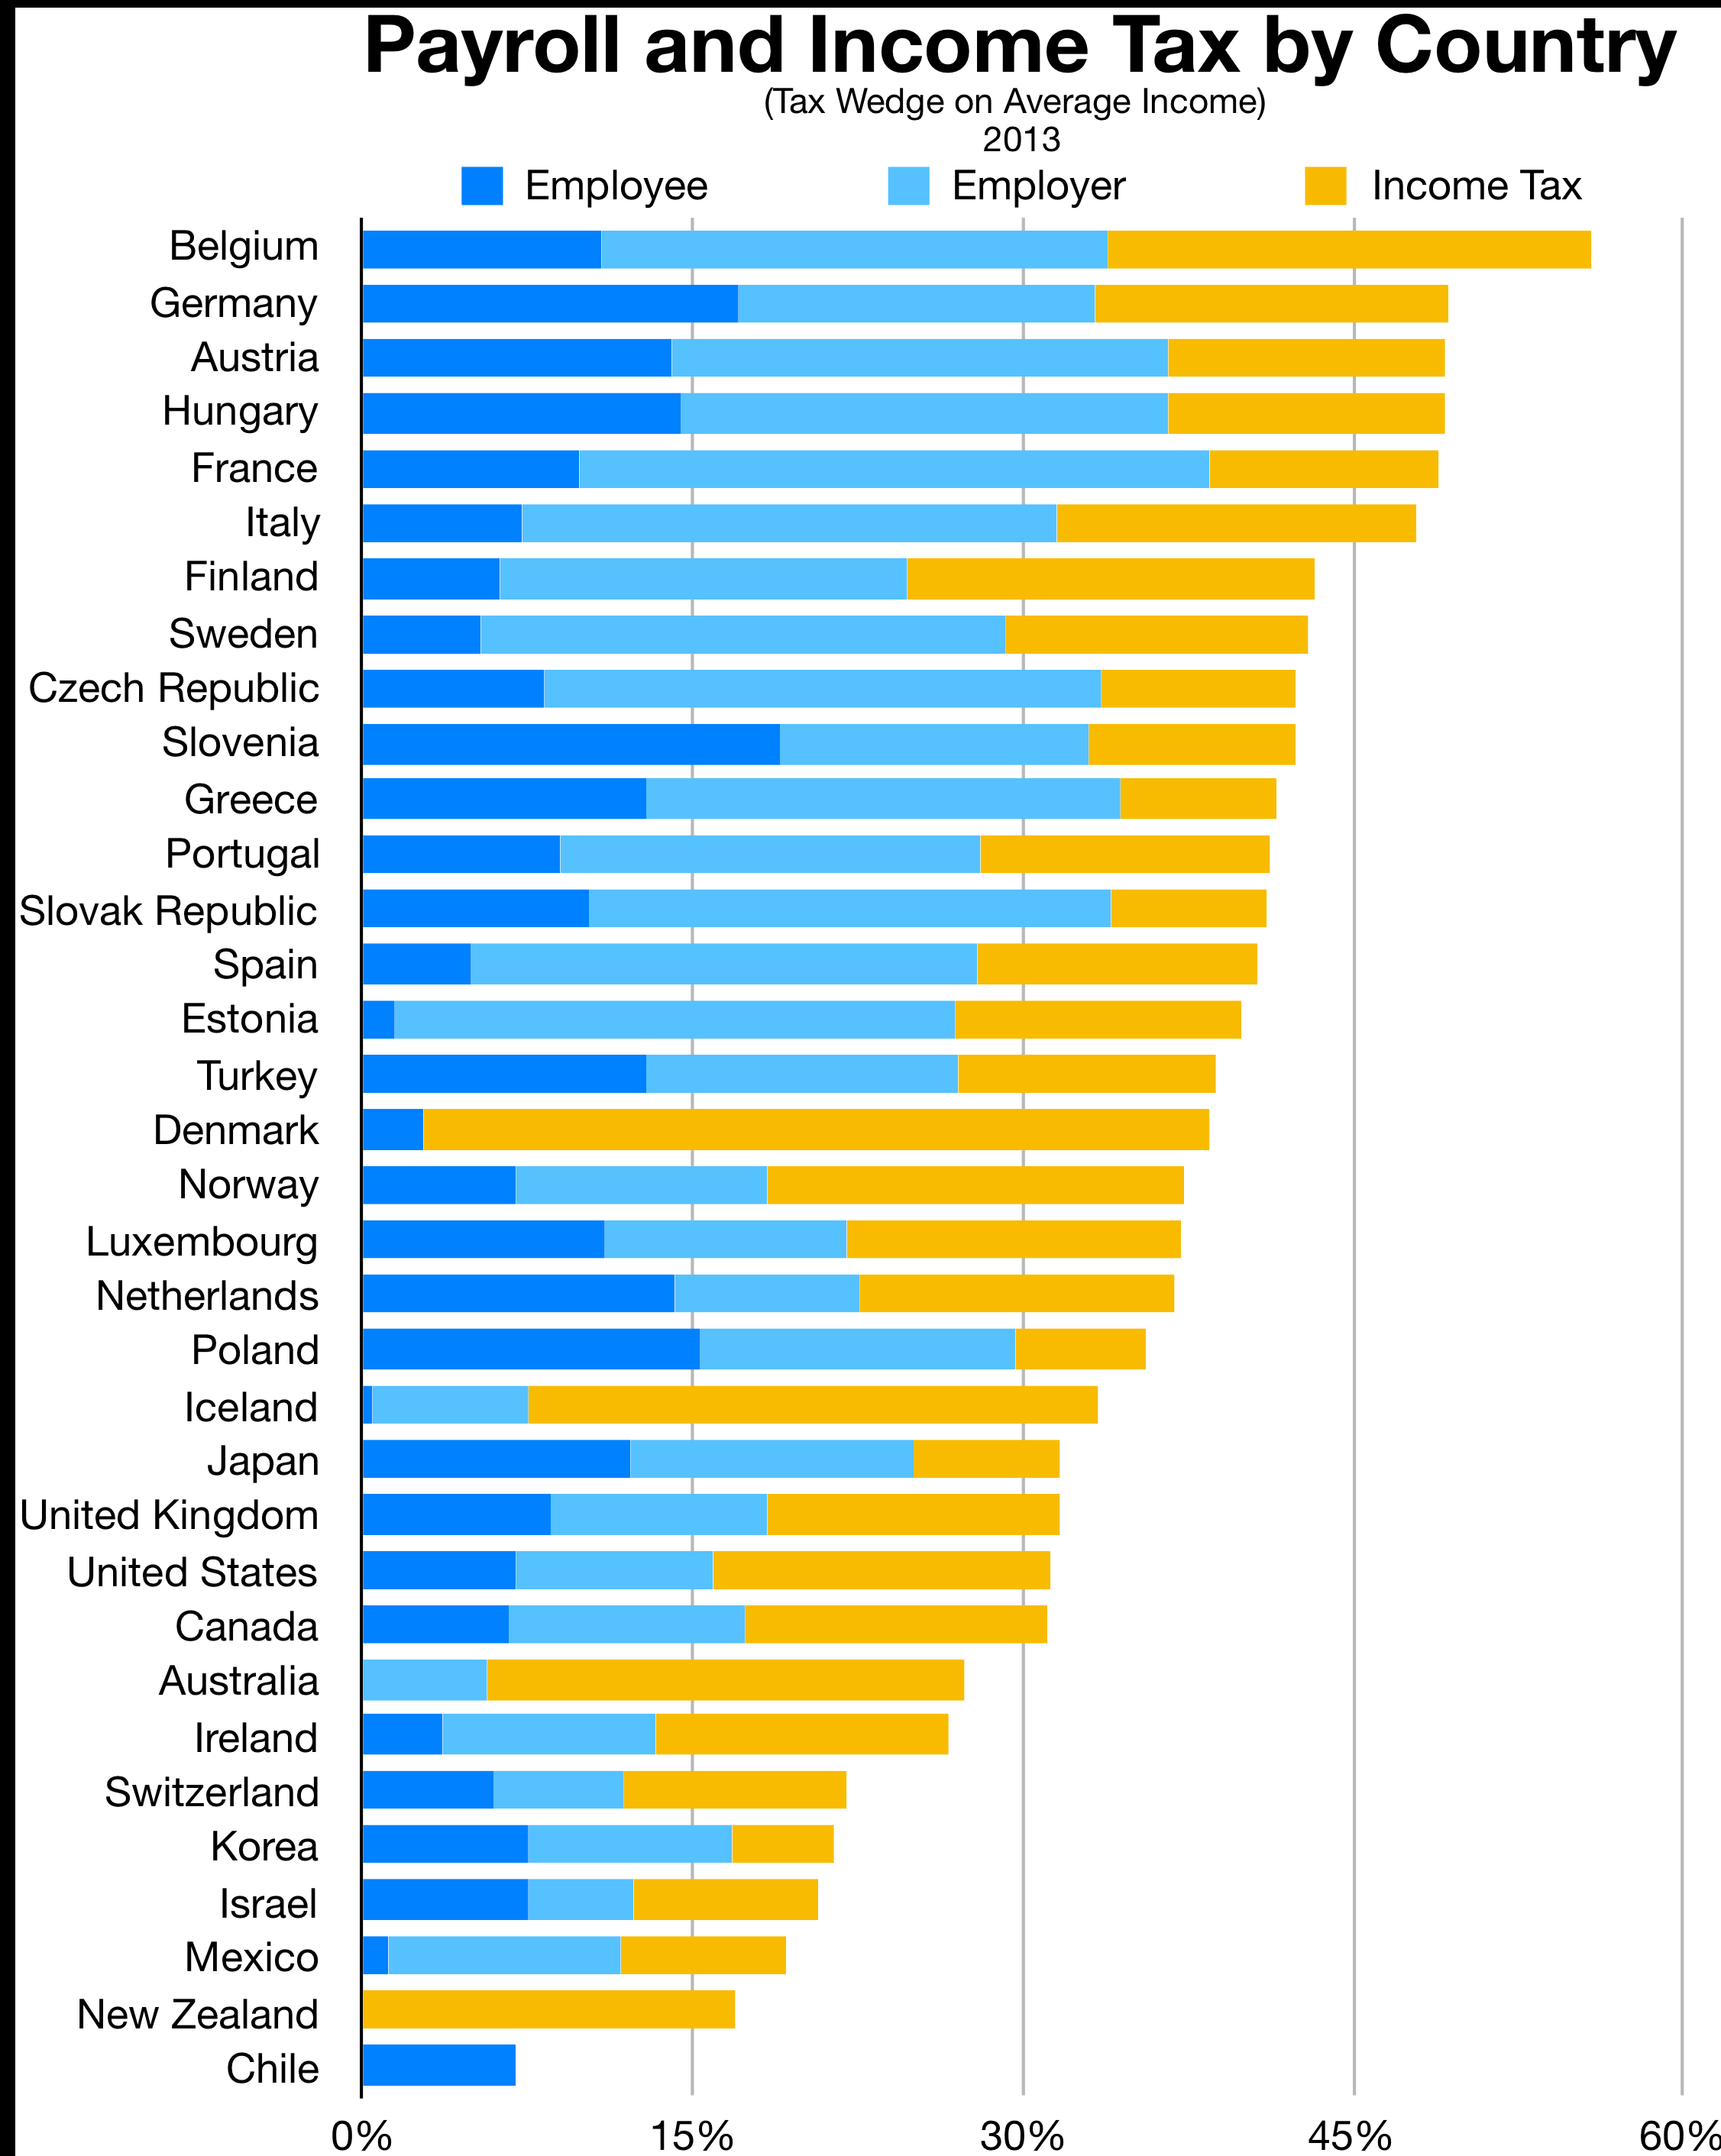 Payroll and Income Tax by Country
(Tax Wedge on Average Income)
2013
Employee Employer Income Tax
Belgium
Germany
Austria
Hungary
France
Italy
Finland
Sweden
Czech Republic
Slovenia
Greece
Portugal
Slovak Republic
Spain
Estonia
Turkey
Denmark
Norway
Luxembourg
Netherlands
Poland
Iceland
Japan
United Kingdom
United States
Canada
Australia
Ireland
Switzerland
Korea
Israel
Mexico
New Zealand
Chile
0% 15% 30% 45% 60%